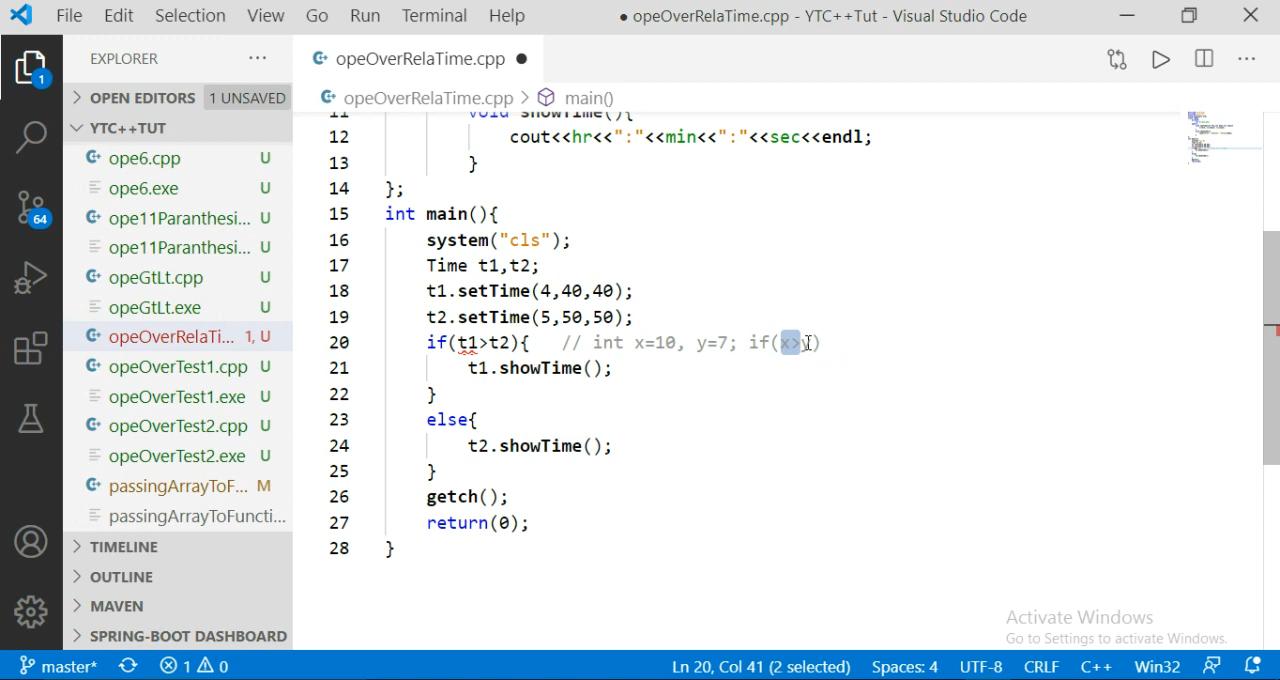 File Edit Selection View Go Run Terminal Help ● opeOverRelaTime.cpp - YTC++Tut - Visual Studio Code
EXPLORER ...
opeOverRelaTime.cpp ●
OPEN EDITORS 1 UNSAVED
opeOverRelaTime.cpp > main()
YTC++TUT
ope6.cpp U
ope6.exe U
ope11Paranthesi... U
ope11Paranthesi... U
opeGtLt.cpp U
opeGtLt.exe U
opeOverRelaTi... 1, U
opeOverTest1.cpp U
opeOverTest1.exe U
opeOverTest2.cpp U
opeOverTest2.exe U
passingArrayToF... M
passingArrayToFuncti...
TIMELINE
OUTLINE
MAVEN
SPRING-BOOT DASHBOARD
1
64
11 void showTime(){
12 cout<<hr<<":"<<min<<":"<<sec<<endl;
13 }
14 };
15 int main(){
16 system("cls");
17 Time t1,t2;
18 t1.setTime(4,40,40);
19 t2.setTime(5,50,50);
20 if(t1>t2){ // int x=10, y=7; if(x>y)
21 t1.showTime();
22 }
23 else{
24 t2.showTime();
25 }
26 getch();
27 return(0);
28 }
Activate Windows
Go to Settings to activate Windows.
master* 1 0 Ln 20, Col 41 (2 selected) Spaces: 4 UTF-8 CRLF C++ Win32